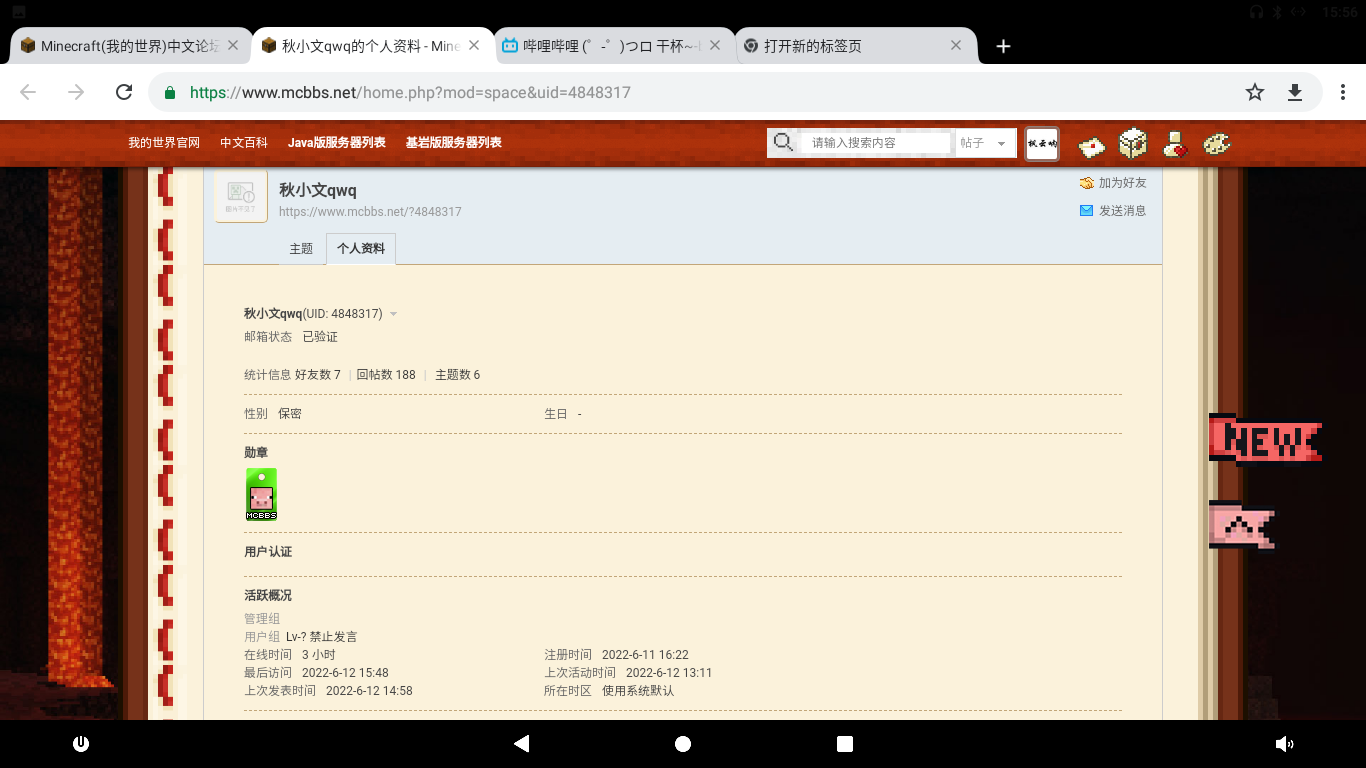 15:56
Minecraft(我的世界)中文论坛
秋小文qwq的个人资料 - Mine
哔哩哔哩 (゜-゜)つロ 干杯~-
打开新的标签页
https://www.mcbbs.net/home.php?mod=space&uid=4848317
我的世界官网 中文百科 Java版服务器列表 基岩版服务器列表 请输入搜索内容 帖子
秋小文qwq
https://www.mcbbs.net/?4848317
加为好友
发送消息
主题 个人资料
秋小文qwq(UID: 4848317)
邮箱状态 已验证
统计信息 好友数 7 | 回帖数 188 | 主题数 6
性别 保密 生日 -
勋章
MCBBS
用户认证
活跃概况
管理组
用户组 Lv-? 禁止发言
在线时间 3 小时 注册时间 2022-6-11 16:22
最后访问 2022-6-12 15:48 上次活动时间 2022-6-12 13:11
上次发表时间 2022-6-12 14:58 所在时区 使用系统默认
NEW